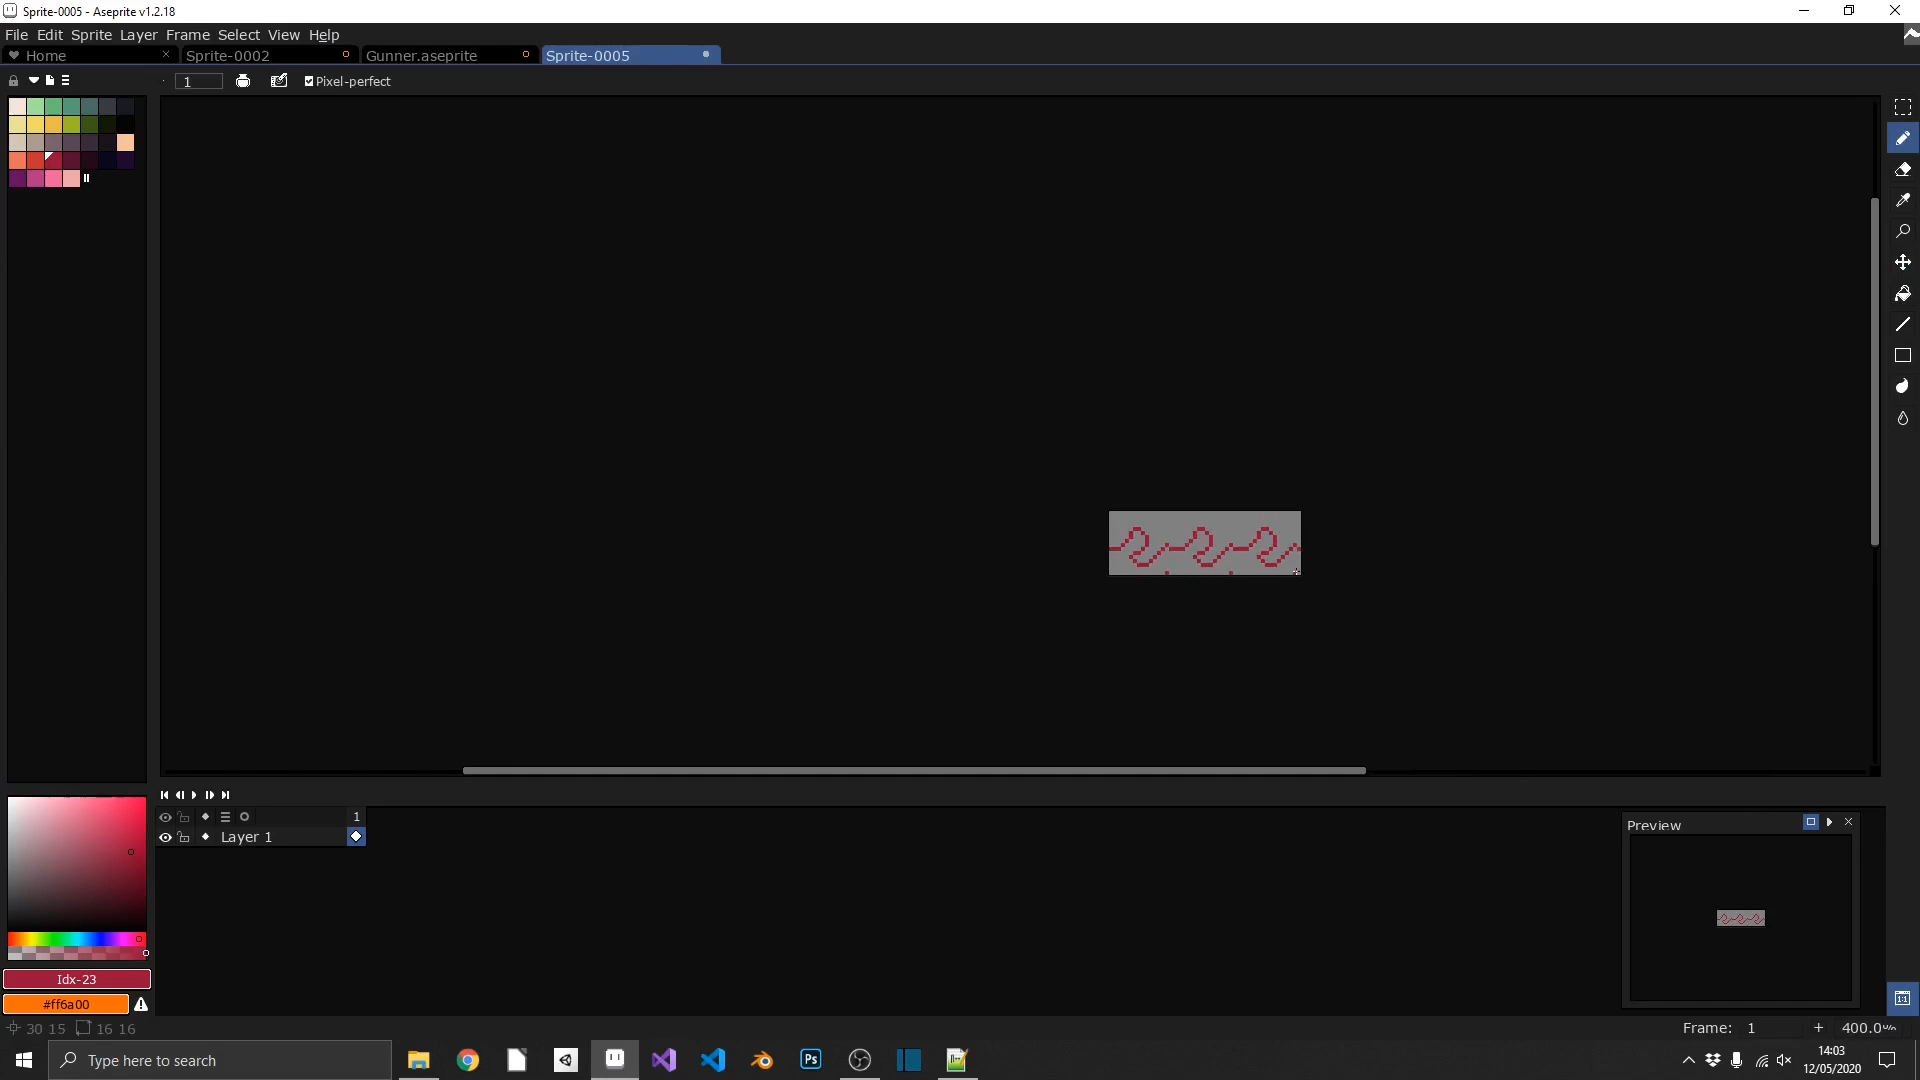 Sprite-0005 - Aseprite v1.2.18
File Edit Sprite Layer Frame Select View Help
Home Sprite-0002 Gunner.aseprite Sprite-0005
1 Pixel-perfect
1
Layer 1
Preview
Idx-23
#ff6a00
30 15 16 16
Frame: 1 + 400.0%
Type here to search
Ps
14:03
12/05/2020